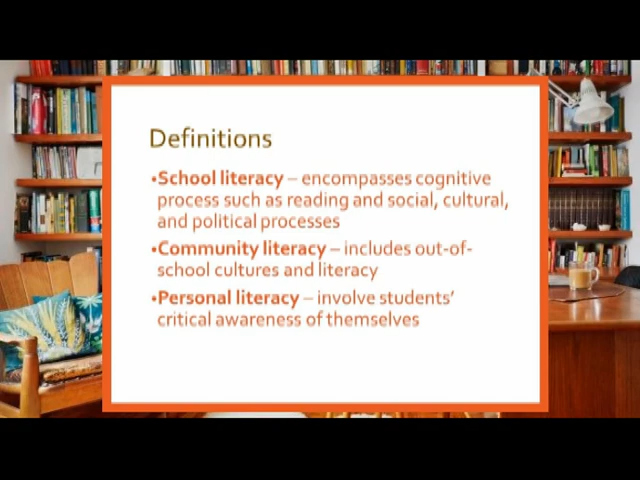 Definitions
•School literacy – encompasses cognitive
process such as reading and social, cultural,
and political processes
•Community literacy – includes out-of-
school cultures and literacy
•Personal literacy – involve students'
critical awareness of themselves